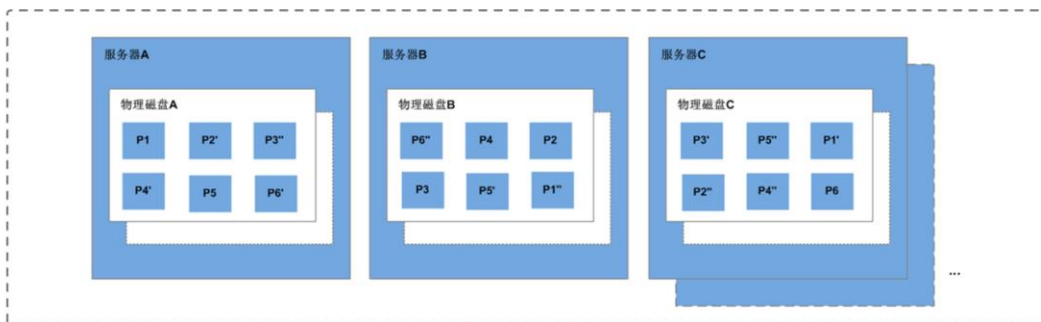 服务器A
物理磁盘A
P1 P2' P3''
P4' P5 P6'
服务器B
物理磁盘B
P6'' P4 P2
P3 P5' P1''
服务器C
物理磁盘C
P3' P5'' P1'
P2'' P4'' P6
...